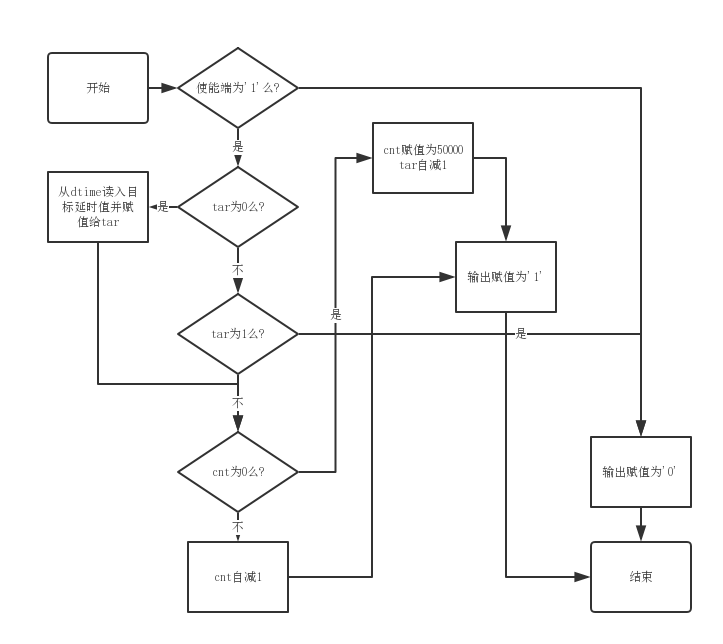 开始
使能端为'1'么?
是
cnt赋值为50000
tar自减1
从dtime读入目
标延时值并赋
值给tar
是
tar为0么?
不
输出赋值为'1'
是
tar为1么?
是
不
cnt为0么?
输出赋值为'0'
不
cnt自减1
结束